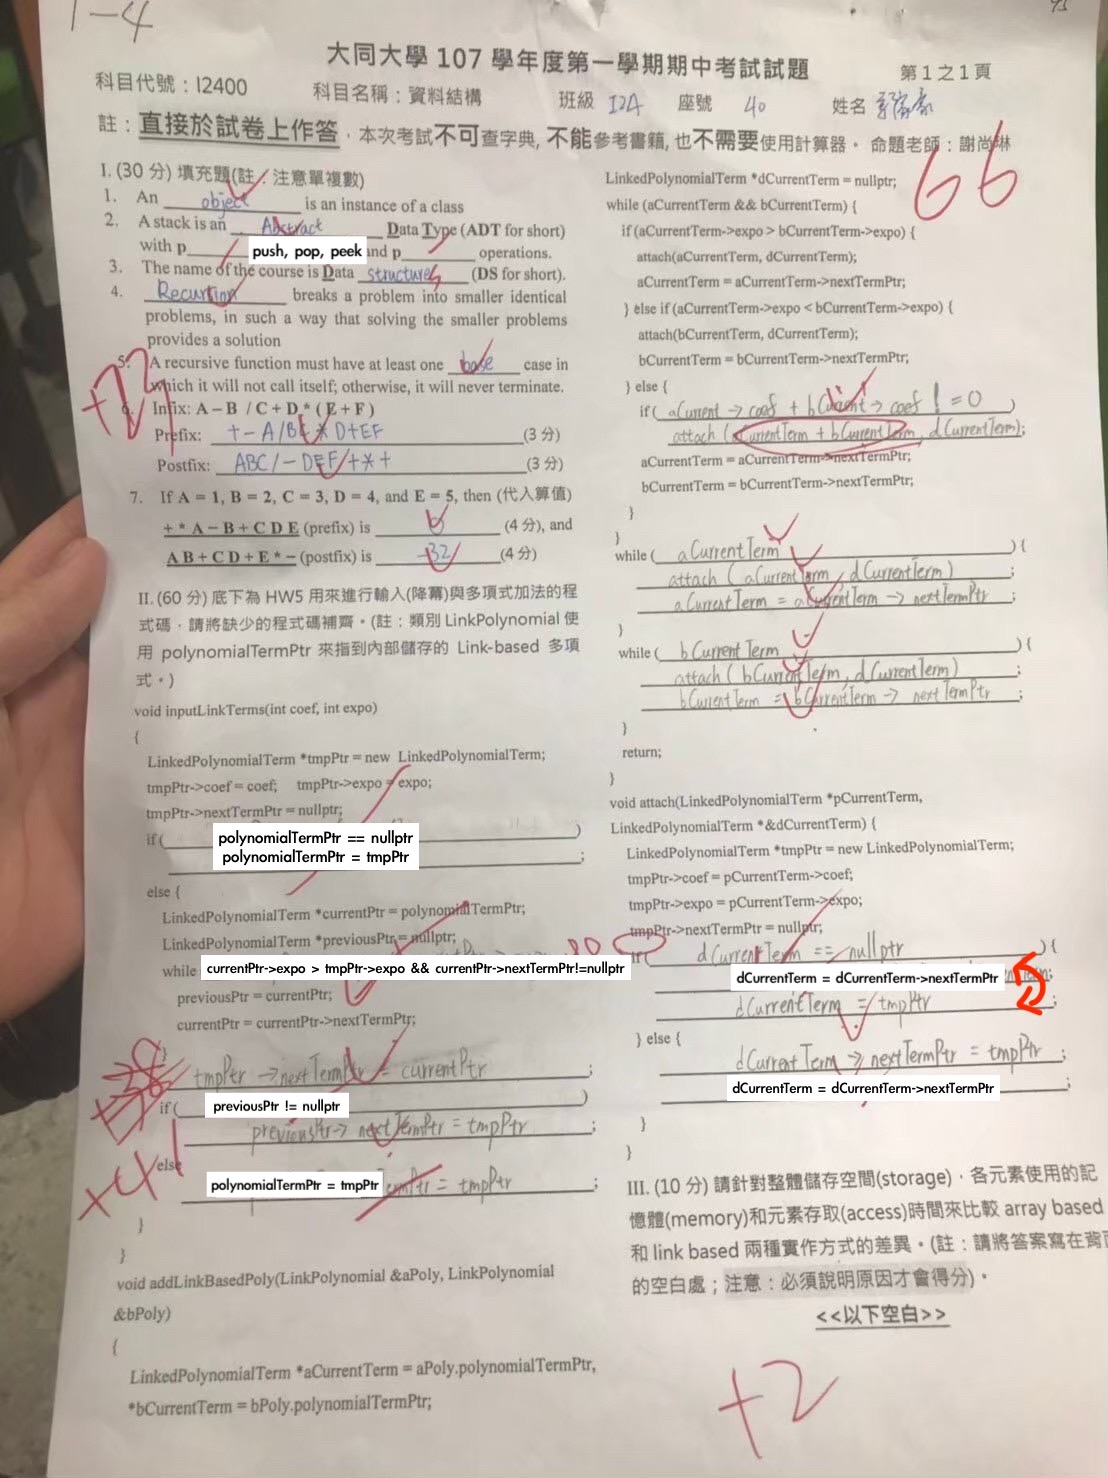 1-4
大同大學 107 學年度第一學期期中考試試題
科目代號：I2400 科目名稱：資料結構 班級 I2A 座號 40 姓名 第 1 之 1 頁
註：直接於試卷上作答，本次考試不可查字典, 不能參考書籍, 也不需要使用計算器。 命題老師：謝尚琳
66
I. (30 分) 填充題(註：注意單複數)
1. An object is an instance of a class
2. A stack is an Abstract Data Type (ADT for short)
with p push, pop, peek and p operations.
3. The name of the course is Data structures (DS for short).
4. Recursion breaks a problem into smaller identical
problems, in such a way that solving the smaller problems
provides a solution
5. A recursive function must have at least one base case in
which it will not call itself; otherwise, it will never terminate.
6. Infix: A – B / C + D * ( E + F )
Prefix: + - A/BC * D+EF (3 分)
Postfix: ABC/-DEF+*+ (3 分)
7. If A = 1, B = 2, C = 3, D = 4, and E = 5, then (代入算值)
+ * A – B + C D E (prefix) is (4 分), and
A B + C D + E * – (postfix) is -32 (4 分)
II. (60 分) 底下為 HW5 用來進行輸入(降冪)與多項式加法的程
式碼，請將缺少的程式碼補齊。(註：類別 LinkPolynomial 使
用 polynomialTermPtr 來指到內部儲存的 Link-based 多項
式。)
void inputLinkTerms(int coef, int expo)
{
LinkedPolynomialTerm *tmpPtr = new LinkedPolynomialTerm;
tmpPtr->coef = coef; tmpPtr->expo = expo;
tmpPtr->nextTermPtr = nullptr;
if ( polynomialTermPtr == nullptr )
polynomialTermPtr = tmpPtr ;
else {
LinkedPolynomialTerm *currentPtr = polynomialTermPtr;
LinkedPolynomialTerm *previousPtr = nullptr;
while currentPtr->expo > tmpPtr->expo && currentPtr->nextTermPtr!=nullptr
previousPtr = currentPtr;
currentPtr = currentPtr->nextTermPtr;
}
tmpPtr -> nextTermPtr = currentPtr ;
if ( previousPtr != nullptr )
previousPtr-> nextTermPtr = tmpPtr ;
+41
else
polynomialTermPtr = tmpPtr = tmpPtr ;
}
}
void addLinkBasedPoly(LinkPolynomial &aPoly, LinkPolynomial
&bPoly)
{
LinkedPolynomialTerm *aCurrentTerm = aPoly.polynomialTermPtr,
*bCurrentTerm = bPoly.polynomialTermPtr;
LinkedPolynomialTerm *dCurrentTerm = nullptr;
while (aCurrentTerm && bCurrentTerm) {
if (aCurrentTerm->expo > bCurrentTerm->expo) {
attach(aCurrentTerm, dCurrentTerm);
aCurrentTerm = aCurrentTerm->nextTermPtr;
} else if (aCurrentTerm->expo < bCurrentTerm->expo) {
attach(bCurrentTerm, dCurrentTerm);
bCurrentTerm = bCurrentTerm->nextTermPtr;
} else {
if ( aCurrent -> coef + bCurrent -> coef != 0 )
attach ( aCurrentTerm + bCurrentTerm, dCurrentTerm);
aCurrentTerm = aCurrentTerm->nextTermPtr;
bCurrentTerm = bCurrentTerm->nextTermPtr;
}
}
while ( aCurrentTerm ) {
attach ( aCurrentTerm, dCurrentTerm) ;
aCurrentTerm = aCurrentTerm -> nextTermPtr ;
}
while ( bCurrentTerm ) {
attach ( bCurrentTerm, dCurrentTerm) ;
bCurrentTerm = bCurrentTerm -> nextTermPtr ;
}
return;
}
void attach(LinkedPolynomialTerm *pCurrentTerm,
LinkedPolynomialTerm *&dCurrentTerm) {
LinkedPolynomialTerm *tmpPtr = new LinkedPolynomialTerm;
tmpPtr->coef = pCurrentTerm->coef;
tmpPtr->expo = pCurrentTerm->expo;
tmpPtr->nextTermPtr = nullptr;
if ( dCurrentTerm == nullptr ) {
dCurrentTerm = dCurrentTerm->nextTermPtr ;
dCurrentTerm = tmpPtr ;
} else {
dCurrentTerm -> nextTermPtr = tmpPtr ;
dCurrentTerm = dCurrentTerm->nextTermPtr ;
}
}
III. (10 分) 請針對整體儲存空間(storage)，各元素使用的記
憶體(memory)和元素存取(access)時間來比較 array based
和 link based 兩種實作方式的差異。(註：請將答案寫在背面
的空白處；注意：必須說明原因才會得分)。
<<以下空白>>
+2